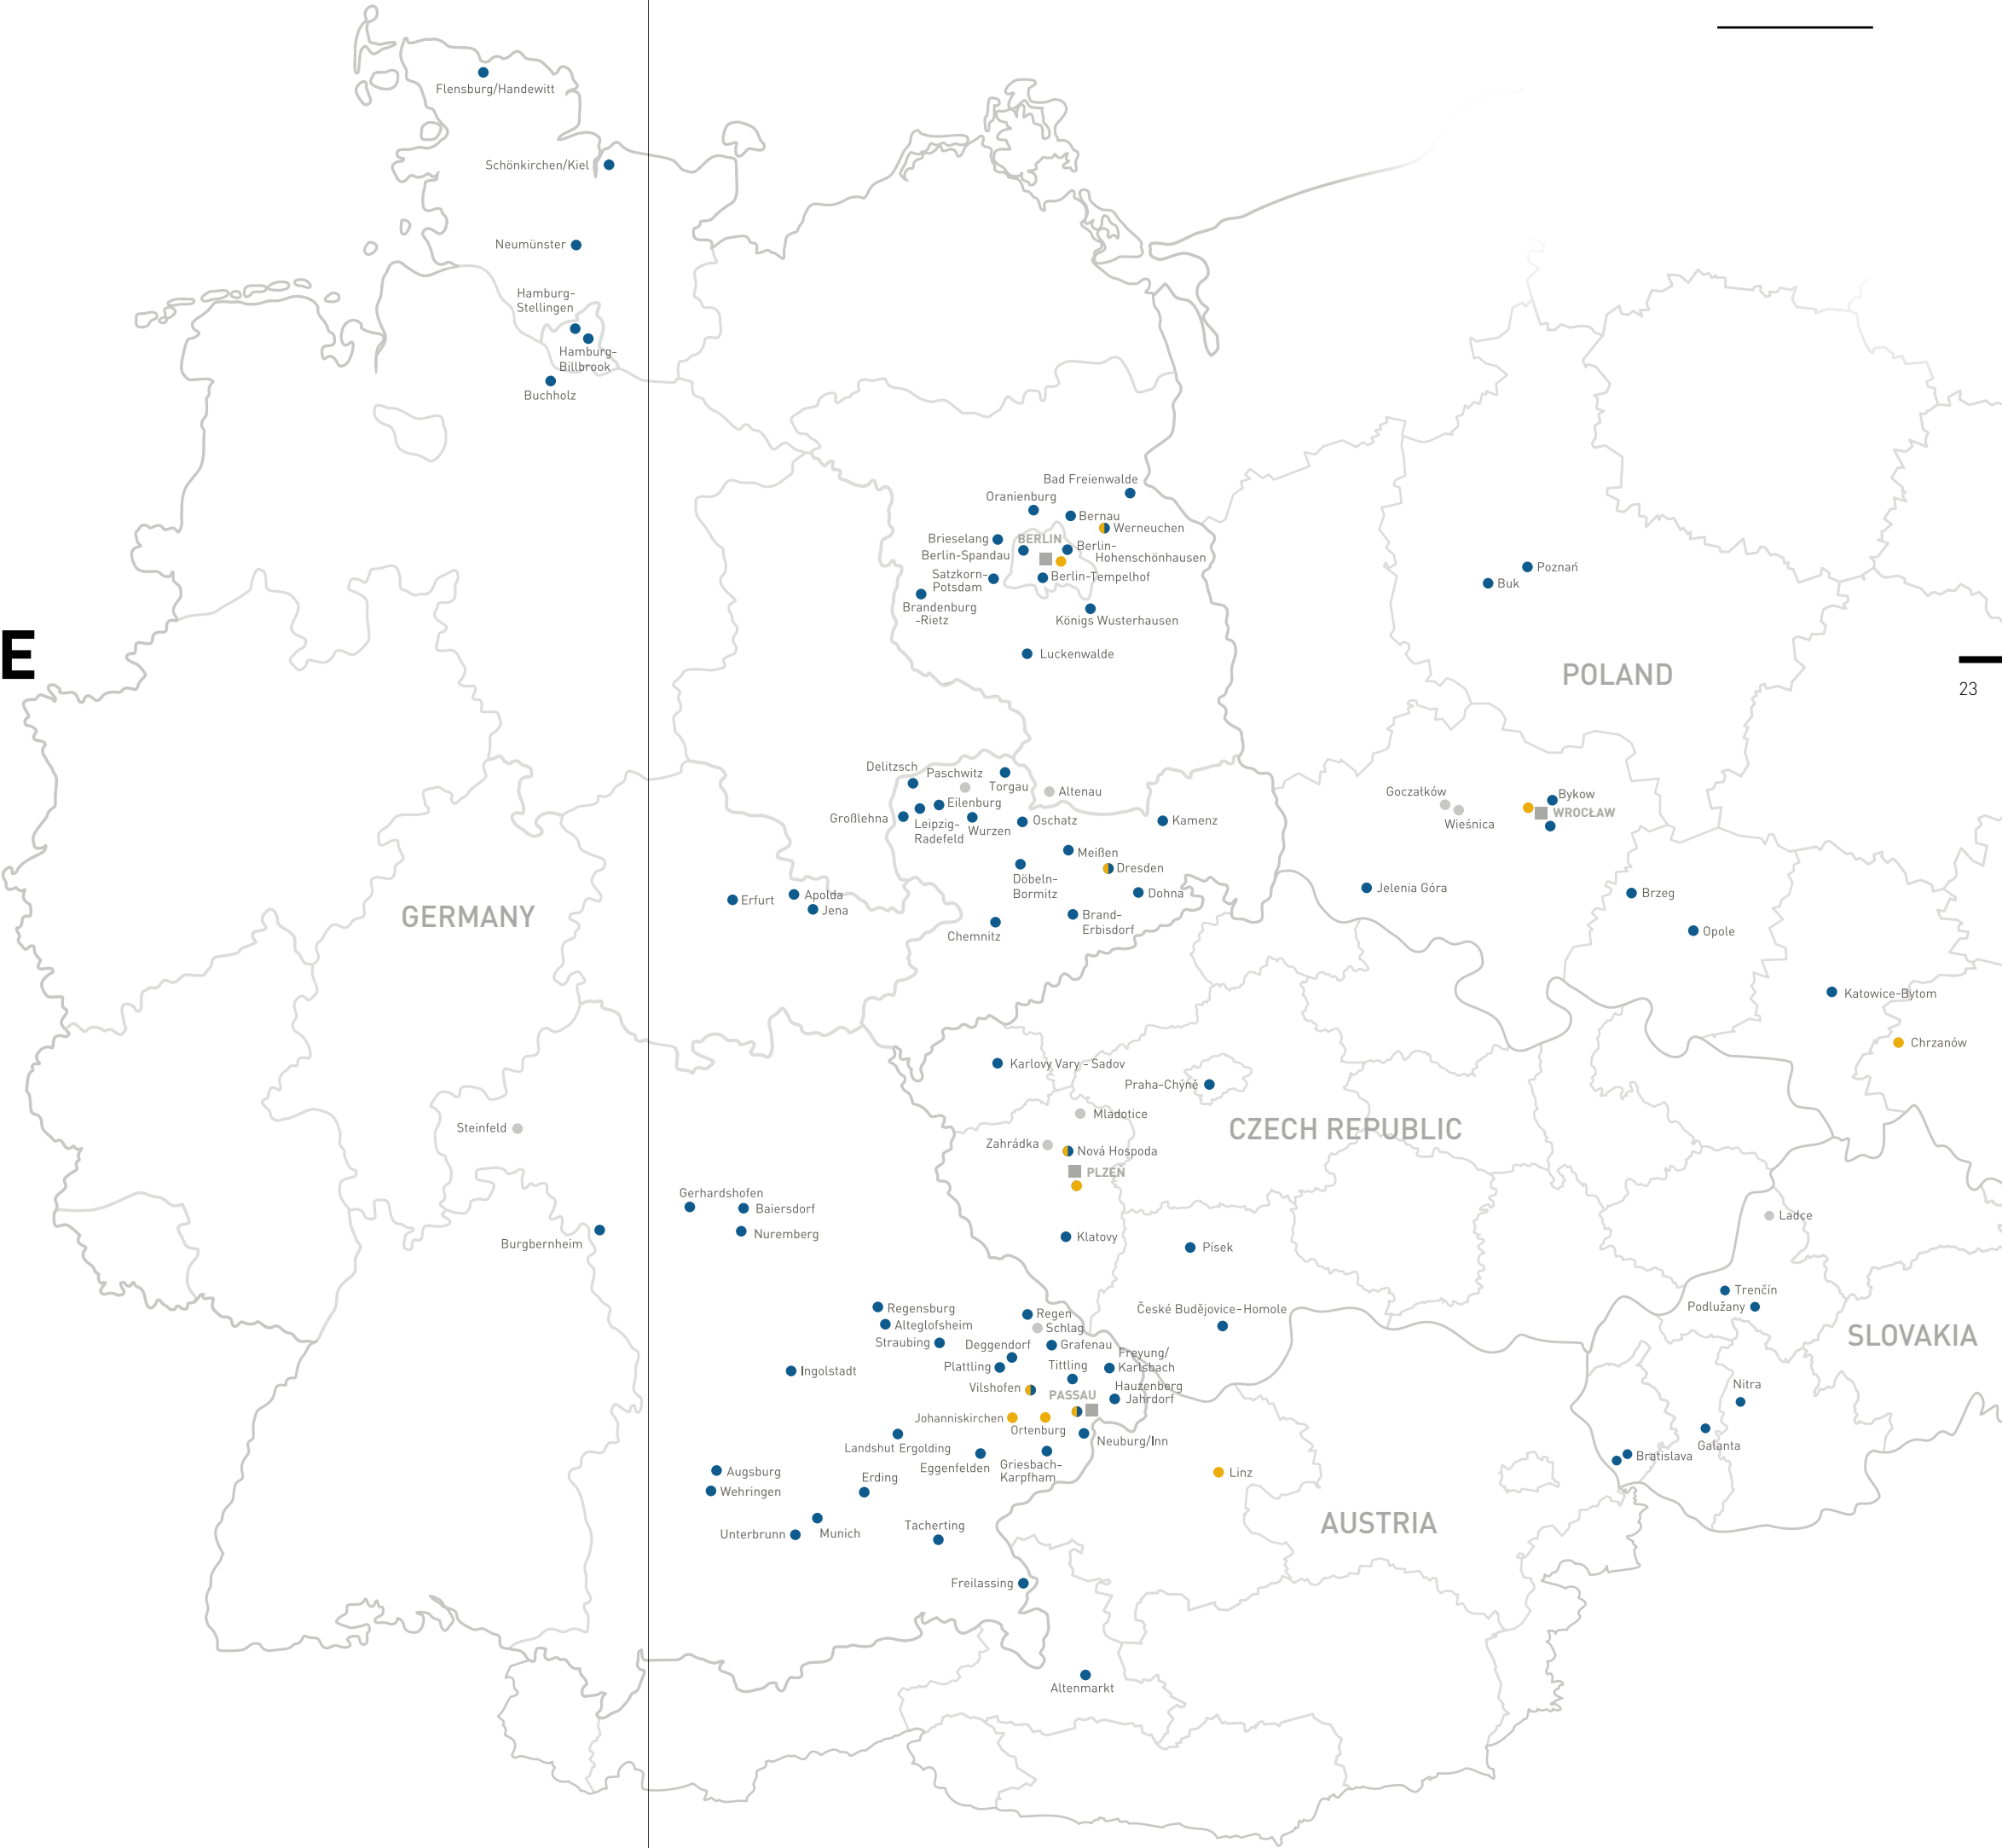 Flensburg/Handewitt
Schönkirchen/Kiel
Neumünster
Hamburg-
Stellingen
Hamburg-
Billbrook
Buchholz
Bad Freienwalde
Oranienburg
Bernau
Werneuchen
Brieselang
BERLIN
Berlin-
Hohenschönhausen
Berlin-Spandau
Satzkorn-
Potsdam
Berlin-Tempelhof
Brandenburg
-Rietz
Königs Wusterhausen
Luckenwalde
Poznań
Buk
E
POLAND
23
Delitzsch
Paschwitz
Torgau
Altenau
Eilenburg
Großlehna
Leipzig-
Radefeld
Wurzen
Oschatz
Kamenz
Meißen
Dresden
Döbeln-
Bormitz
Dohna
Brand-
Erbisdorf
Chemnitz
Erfurt
Apolda
Jena
Goczałków
Wieśnica
Bykow
WROCŁAW
Jelenia Góra
Brzeg
Opole
GERMANY
Katowice-Bytom
Chrzanów
Karlovy Vary - Sadov
Praha-Chýně
Mladotice
CZECH REPUBLIC
Steinfeld
Zahrádka
Nová Hospoda
PLZEŇ
Gerhardshofen
Baiersdorf
Nuremberg
Burgbernheim
Klatovy
Písek
Ladce
Trenčín
Podlužany
SLOVAKIA
Regensburg
Alteglofsheim
Straubing
Regen
Schlag
Grafenau
Deggendorf
Plattling
Tittling
Freyung/
Karlsbach
České Budějovice–Homole
Ingolstadt
Vilshofen
PASSAU
Hauzenberg
Jahrdorf
Johanniskirchen
Ortenburg
Neuburg/Inn
Nitra
Galanta
Bratislava
Landshut Ergolding
Eggenfelden
Griesbach-
Karpfham
Linz
Augsburg
Wehringen
Erding
Unterbrunn
Munich
Tacherting
AUSTRIA
Freilassing
Altenmarkt